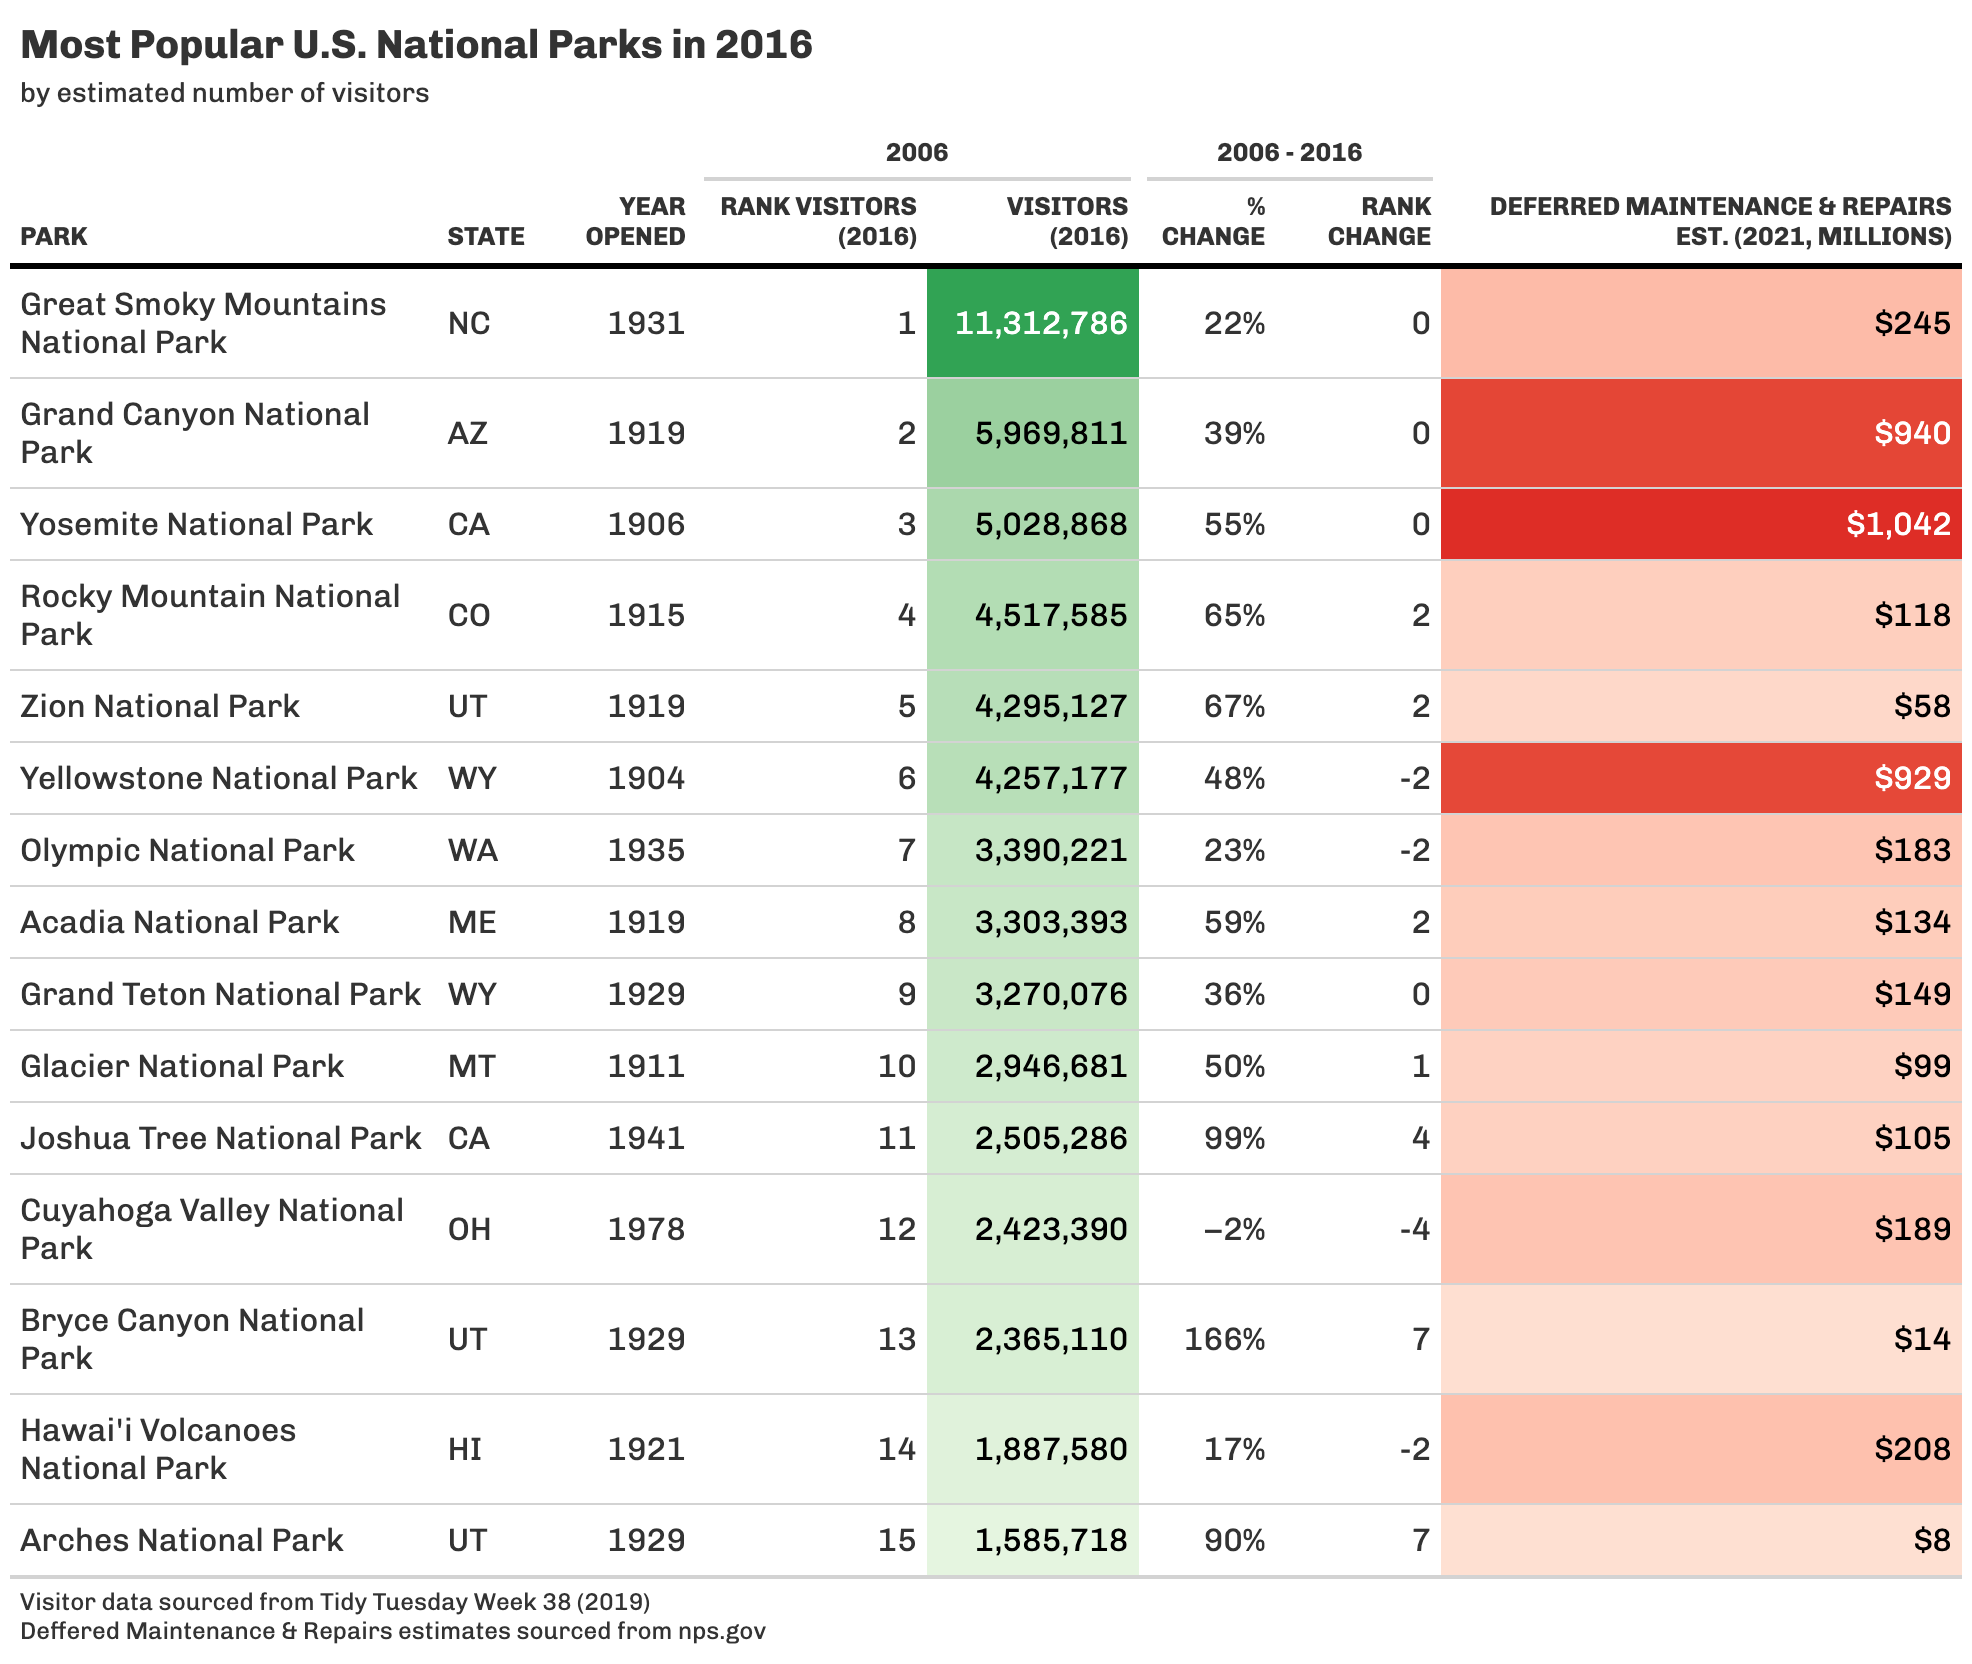 Most Popular U.S. National Parks in 2016
by estimated number of visitors
2006 2006 - 2016
PARK STATE YEAR OPENED RANK VISITORS (2016) VISITORS (2016) % CHANGE RANK CHANGE DEFERRED MAINTENANCE & REPAIRS EST. (2021, MILLIONS)
Great Smoky Mountains National Park NC 1931 1 11,312,786 22% 0 $245
Grand Canyon National Park AZ 1919 2 5,969,811 39% 0 $940
Yosemite National Park CA 1906 3 5,028,868 55% 0 $1,042
Rocky Mountain National Park CO 1915 4 4,517,585 65% 2 $118
Zion National Park UT 1919 5 4,295,127 67% 2 $58
Yellowstone National Park WY 1904 6 4,257,177 48% -2 $929
Olympic National Park WA 1935 7 3,390,221 23% -2 $183
Acadia National Park ME 1919 8 3,303,393 59% 2 $134
Grand Teton National Park WY 1929 9 3,270,076 36% 0 $149
Glacier National Park MT 1911 10 2,946,681 50% 1 $99
Joshua Tree National Park CA 1941 11 2,505,286 99% 4 $105
Cuyahoga Valley National Park OH 1978 12 2,423,390 −2% -4 $189
Bryce Canyon National Park UT 1929 13 2,365,110 166% 7 $14
Hawai'i Volcanoes National Park HI 1921 14 1,887,580 17% -2 $208
Arches National Park UT 1929 15 1,585,718 90% 7 $8
Visitor data sourced from Tidy Tuesday Week 38 (2019)
Deffered Maintenance & Repairs estimates sourced from nps.gov